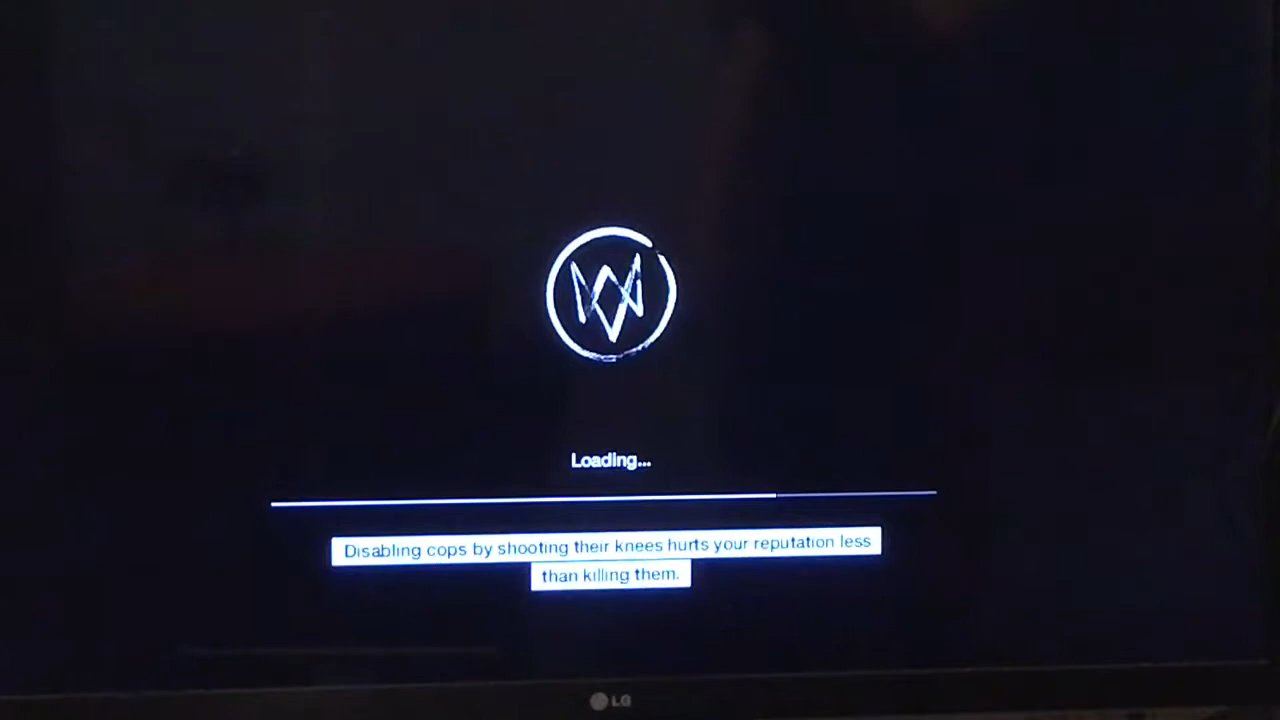 Loading...
Disabling cops by shooting their knees hurts your reputation less
than killing them.
LG